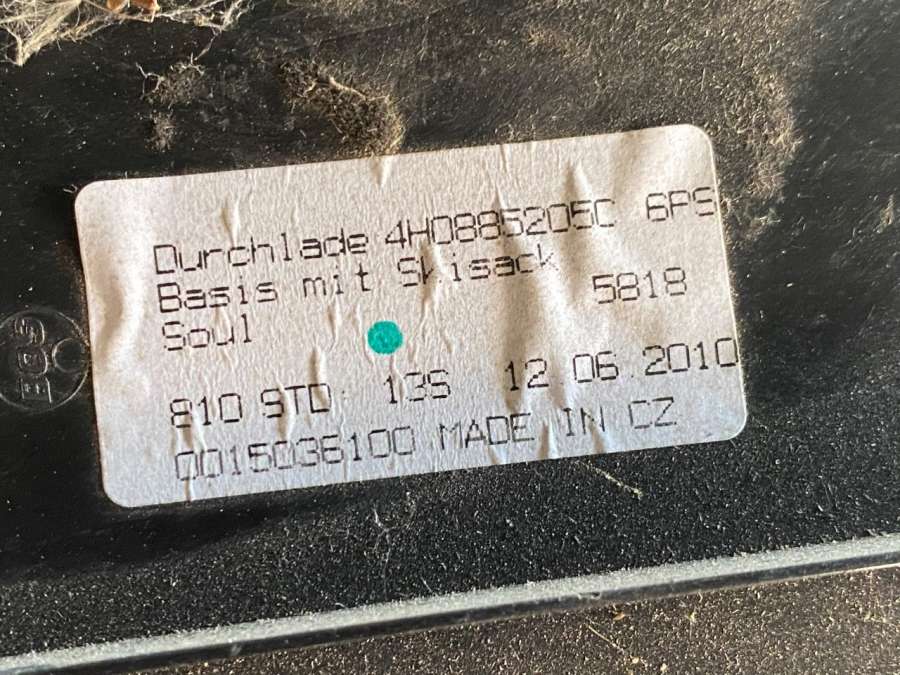 Durchlade 4H0885205C 6PS
Basis mit Skisack
5818
Soul
810 STD 13S 12.06.2010
0015036100 MADE IN CZ